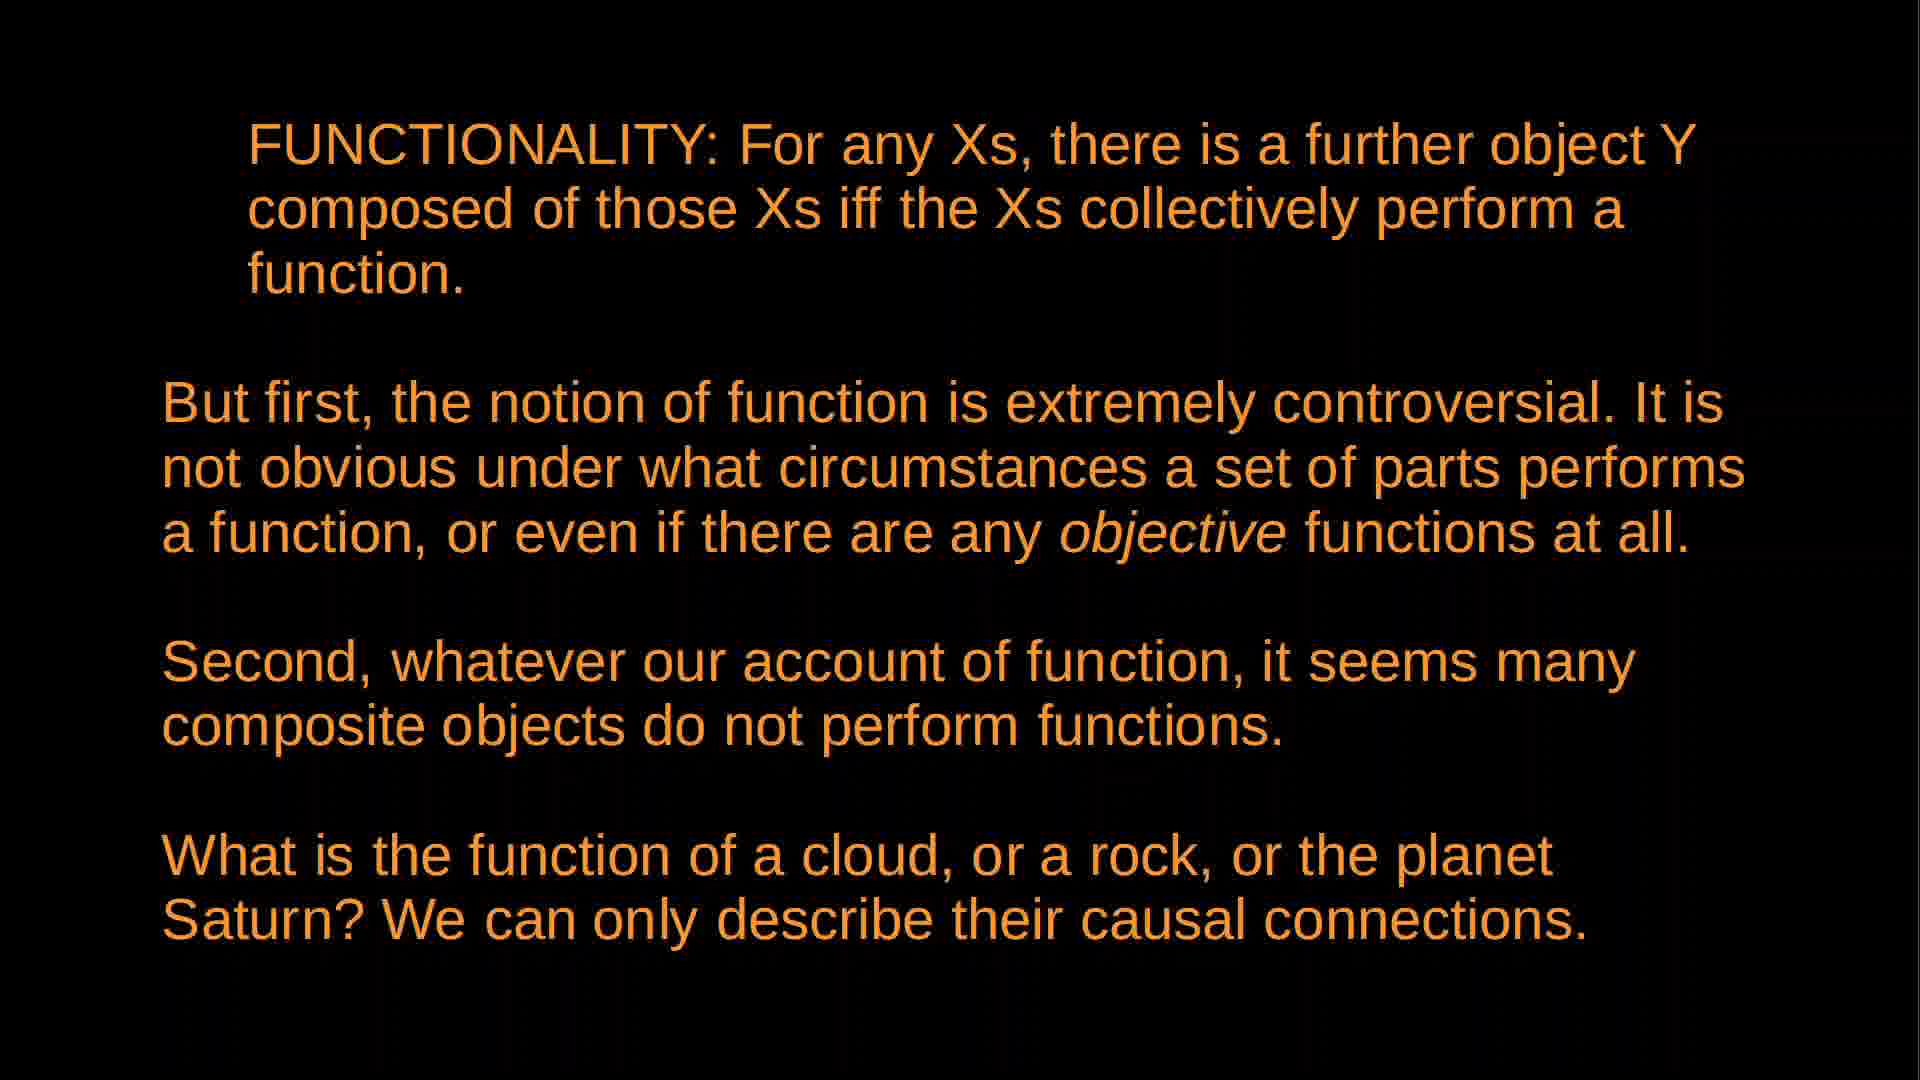 FUNCTIONALITY: For any Xs, there is a further object Y
composed of those Xs iff the Xs collectively perform a
function.
But first, the notion of function is extremely controversial. It is
not obvious under what circumstances a set of parts performs
a function, or even if there are any objective functions at all.
Second, whatever our account of function, it seems many
composite objects do not perform functions.
What is the function of a cloud, or a rock, or the planet
Saturn? We can only describe their causal connections.